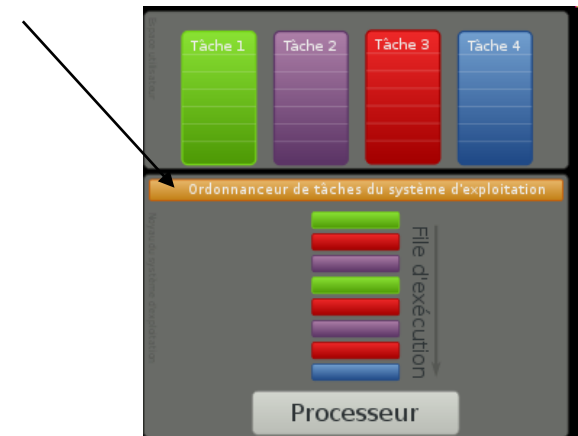 Tâche 1
Tâche 2
Tâche 3
Tâche 4
Ordonnanceur de tâches du système d'exploitation
File d'exécution
Processeur